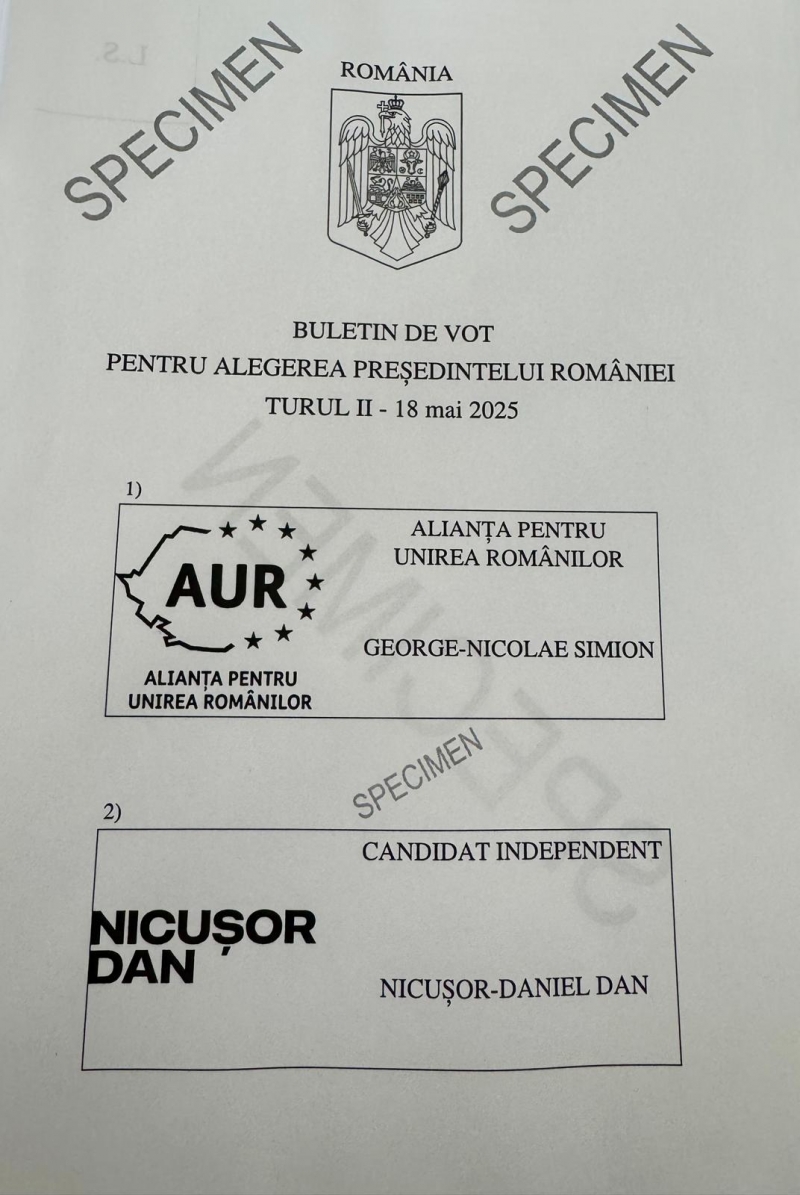 L.S.
SPECIMEN
SPECIMEN
ROMÂNIA
BULETIN DE VOT
PENTRU ALEGEREA PREȘEDINTELUI ROMÂNIEI
TURUL II - 18 mai 2025
SPECIMEN
1)
AUR
ALIANȚA PENTRU
UNIREA ROMÂNILOR
ALIANȚA PENTRU
UNIREA ROMÂNILOR
GEORGE-NICOLAE SIMION
SPECIMEN
2)
NICUȘOR
DAN
CANDIDAT INDEPENDENT
NICUȘOR-DANIEL DAN